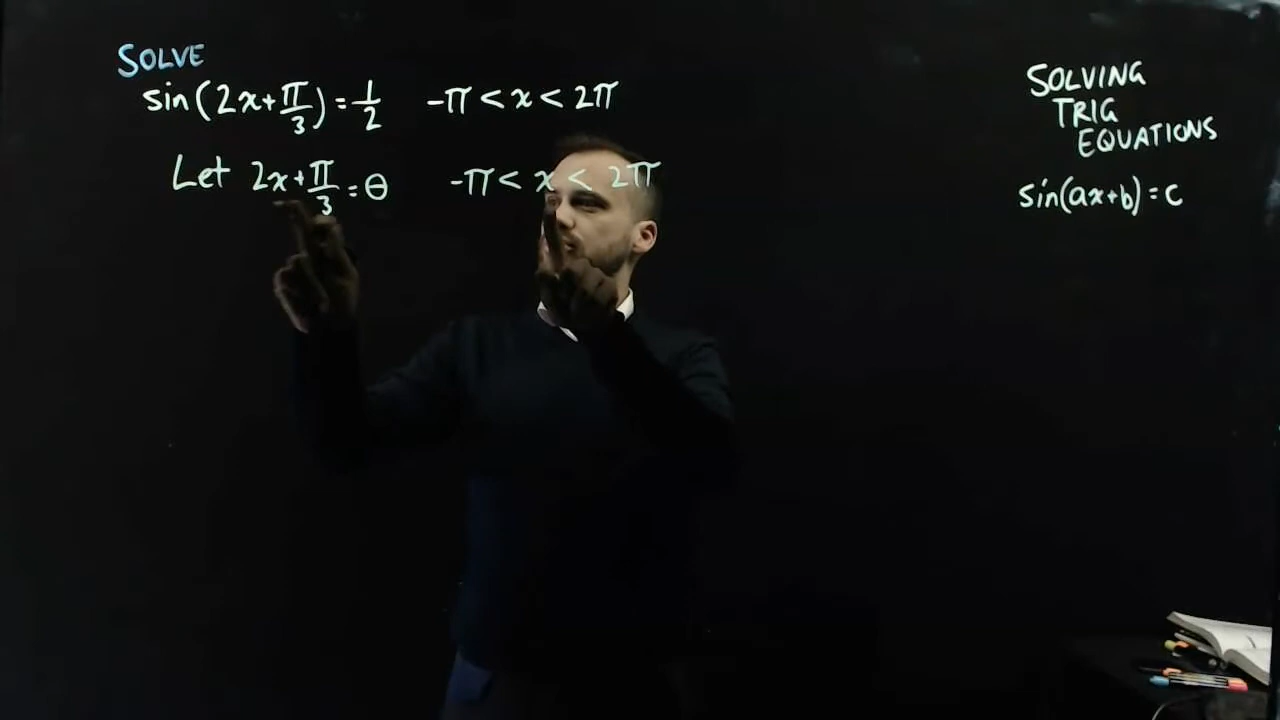 SOLVE
sin(2x+π/3)=1/2 -π < x < 2π
Let 2x+π/3=θ -π < x < 2π
SOLVING
TRIG
EQUATIONS
sin(ax+b)=c